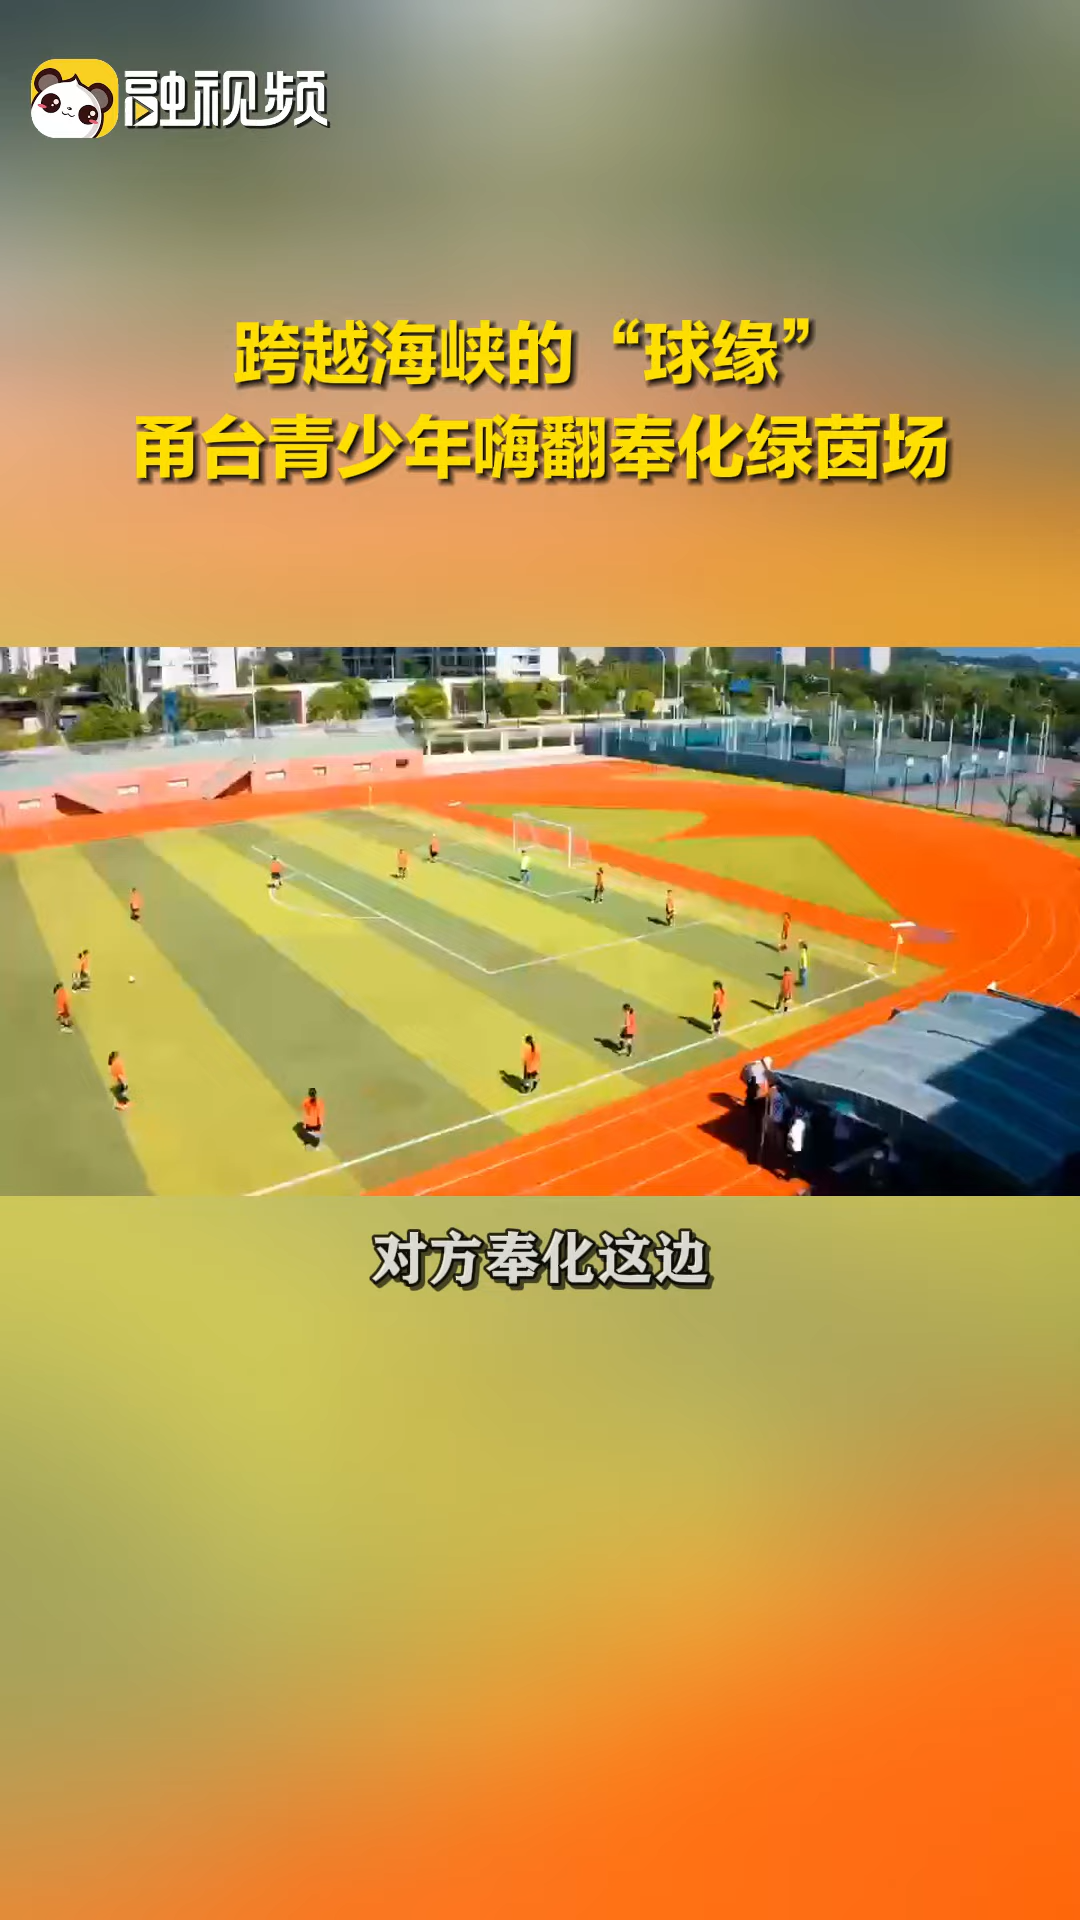 融视频
跨越海峡的“球缘”
甬台青少年嗨翻奉化绿茵场
对方奉化这边